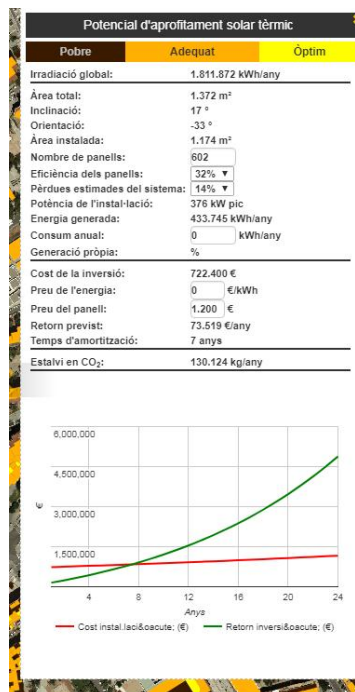 Potencial d'aprofitament solar tèrmic
Pobre Adequat Òptim
Irradiació global: 1.811.872 kWh/any
Àrea total: 1.372 m²
Inclinació: 17 º
Orientació: -33 º
Àrea instalada: 1.174 m²
Nombre de panells: 602
Eficiència dels panells: 32% ▼
Pèrdues estimades del sistema: 14% ▼
Potència de l'instal·lació: 376 kW pic
Energia generada: 433.745 kWh/any
Consum anual: 0 kWh/any
Generació pròpia: %
Cost de la inversió: 722.400 €
Preu de l'energia: 0 €/kWh
Preu del panell: 1.200 €
Retorn previst: 73.519 €/any
Temps d'amortització: 7 anys
Estalvi en CO₂: 130.124 kg/any
6,000,000
4,500,000
3,000,000
1,500,000
€
4 8 12 16 20 24
Anys
Cost instal.laci&oacute; (€) Retorn inversi&oacute; (€)